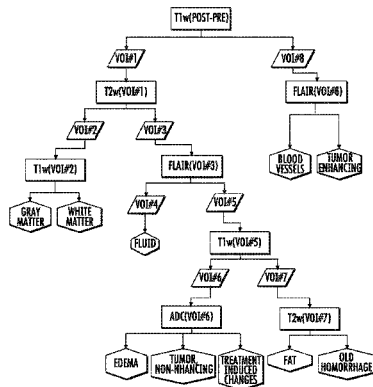 T1w(POST-PRE)
VOI#1
VOI#8
T2w(VOI#1)
FLAIR(VOI#8)
VOI#2
VOI#3
BLOOD
VESSELS
TUMOR
ENHANCING
T1w(VOI#2)
FLAIR(VOI#3)
GRAY
MATTER
WHITE
MATTER
VOI#4
VOI#5
FLUID
T1w(VOI#5)
VOI#6
VOI#7
ADC(VOI#6)
T2w(VOI#7)
EDEMA
TUMOR
NON-NHANCING
TREATMENT
INDUCED
CHANGES
FAT
OLD
HOMORRHAGE